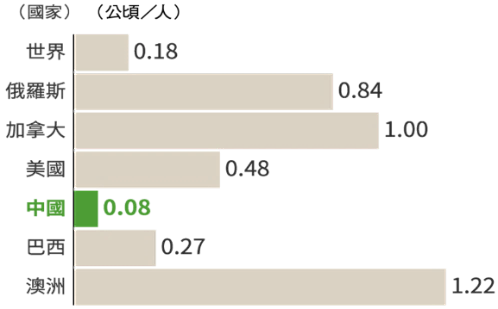 （國家）（公頃／人）
世界 0.18
俄羅斯 0.84
加拿大 1.00
美國 0.48
中國 0.08
巴西 0.27
澳洲 1.22